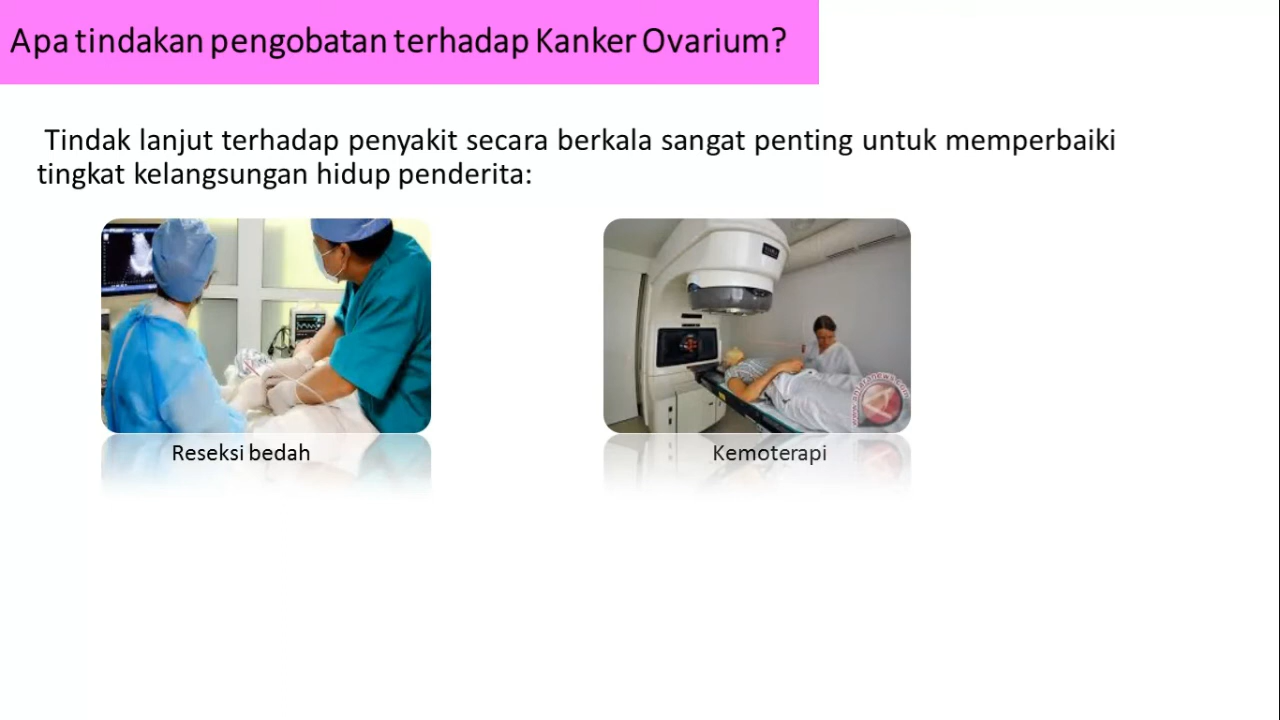 Apa tindakan pengobatan terhadap Kanker Ovarium?
Tindak lanjut terhadap penyakit secara berkala sangat penting untuk memperbaiki
tingkat kelangsungan hidup penderita:
Reseksi bedah
Kemoterapi